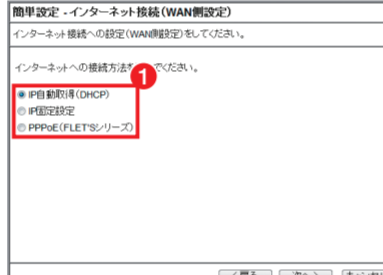 簡単設定 - インターネット接続(WAN側設定)
インターネット接続への設定(WAN側設定)をしてください。
インターネットへの接続方法を でください。
1
IP自動取得(DHCP)
IP固定設定
PPPoE(FLET'Sシリーズ)